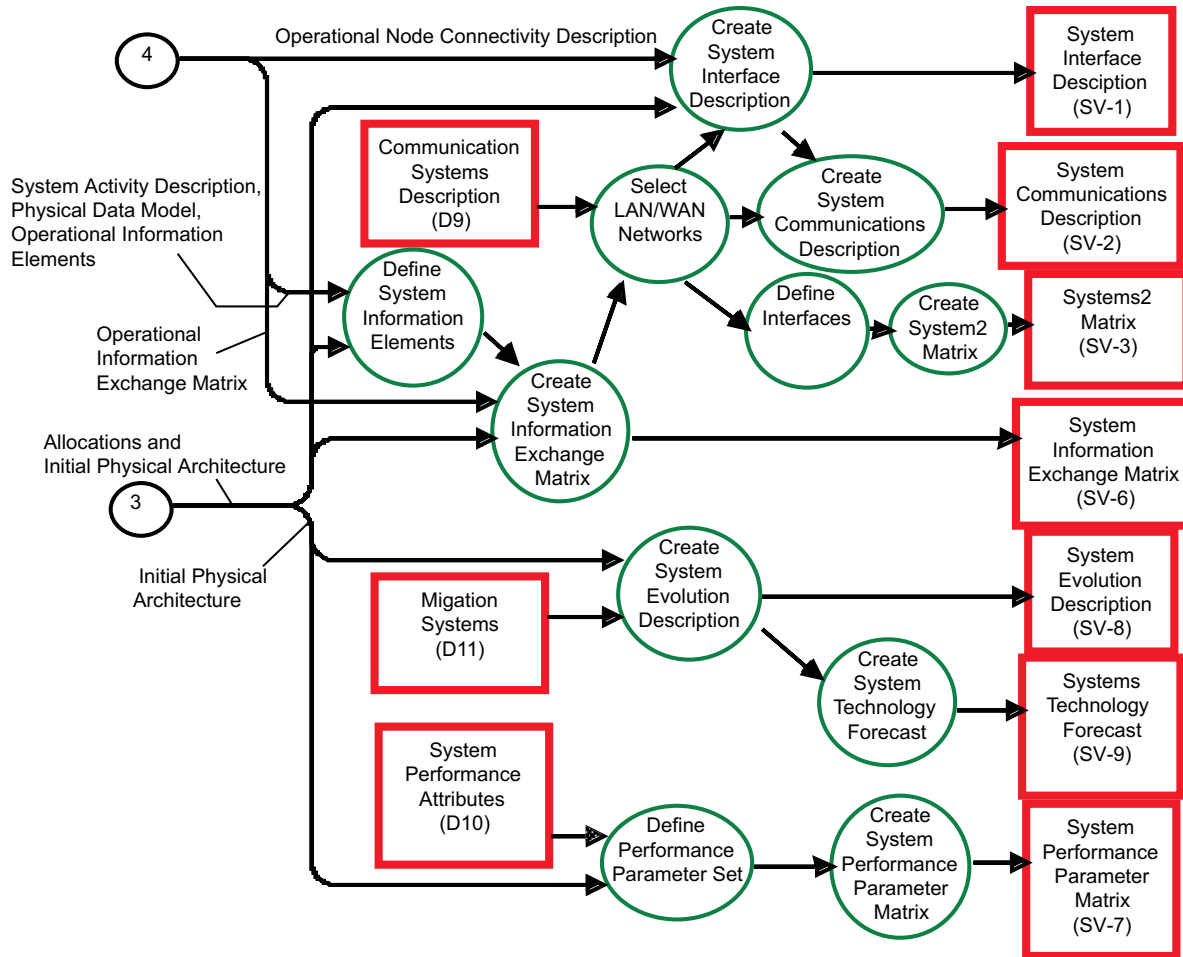 4
Operational Node Connectivity Description
Create
System
Interface
Description
System
Interface
Desciption
(SV-1)
Communication
Systems
Description
(D9)
Select
LAN/WAN
Networks
Create
System
Communications
Description
System
Communications
Description
(SV-2)
System Activity Description,
Physical Data Model,
Operational Information
Elements
Define
System
Information
Elements
Define
Interfaces
Create
System2
Matrix
Systems2
Matrix
(SV-3)
Operational
Information
Exchange Matrix
Create
System
Information
Exchange
Matrix
System
Information
Exchange Matrix
(SV-6)
Allocations and
Initial Physical Architecture
3
Initial Physical
Architecture
Migation
Systems
(D11)
Create
System
Evolution
Description
System
Evolution
Description
(SV-8)
Create
System
Technology
Forecast
Systems
Technology
Forecast
(SV-9)
System
Performance
Attributes
(D10)
Define
Performance
Parameter Set
Create
System
Performance
Parameter
Matrix
System
Performance
Parameter
Matrix
(SV-7)